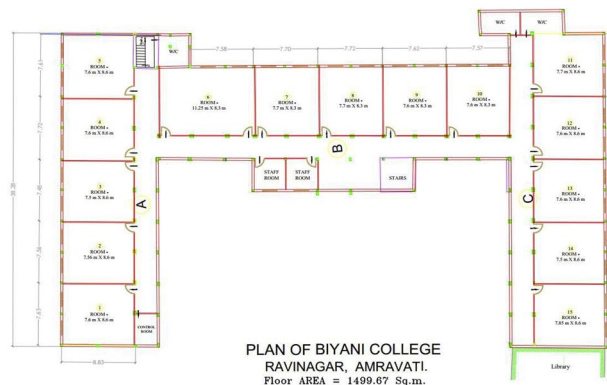 W/C W/C
7.58 7.70 7.72 7.62 7.57
W/C
5
ROOM -
7.6 m X 8.6 m
6
ROOM -
11.25 m X 8.3 m
7
ROOM -
7.7 m X 8.3 m
8
ROOM -
7.7 m X 8.3 m
9
ROOM -
7.6 m X 8.3 m
10
ROOM -
7.6 m X 8.3 m
11
ROOM -
7.7 m X 8.6 m
4
ROOM -
7.6 m X 8.6 m
12
ROOM -
7.6 m X 8.6 m
B
STAFF
ROOM
STAFF
ROOM
STAIRS
3
ROOM -
7.5 m X 8.6 m
13
ROOM -
7.6 m X 8.6 m
A
C
2
ROOM -
7.56 m X 8.6 m
14
ROOM -
7.5 m X 8.6 m
1
ROOM -
7.6 m X 8.6 m
15
ROOM -
7.85 m X 8.6 m
CONTROL
ROOM
8.63
PLAN OF BIYANI COLLEGE
RAVINAGAR, AMRAVATI.
Floor AREA = 1499.67 Sq.m.
Library